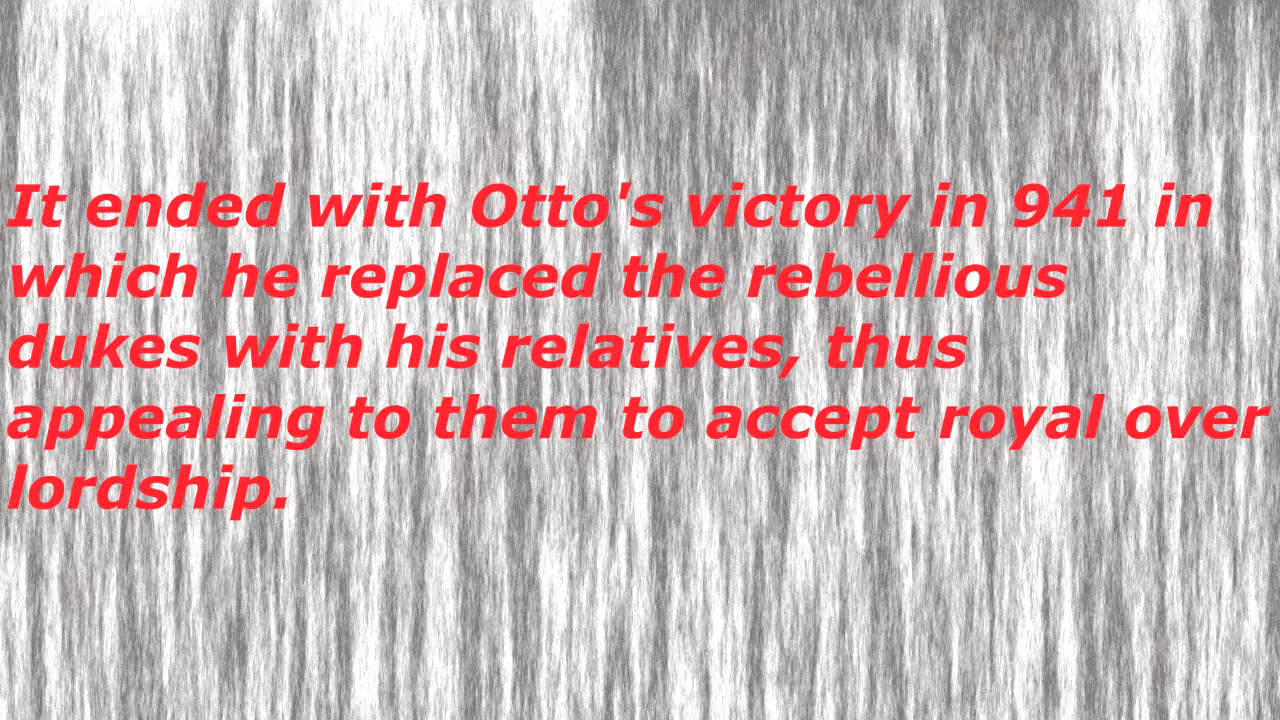 It ended with Otto's victory in 941 in
which he replaced the rebellious
dukes with his relatives, thus
appealing to them to accept royal over
lordship.